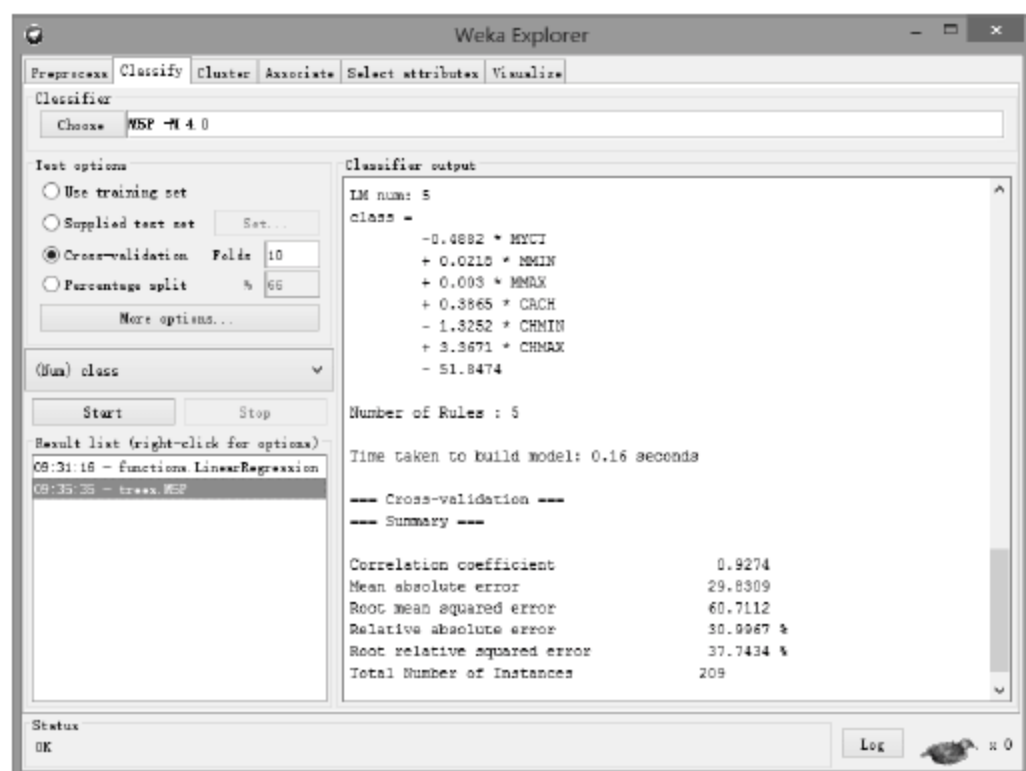 Weka Explorer
Preprocess Classify Cluster Associate Select attributes Visualize
Classifier
Choose M5P -M 4.0
Test options
Use training set
Supplied test set Set...
Cross-validation Folds 10
Percentage split % 66
More options...
(Num) class
Start Stop
Result list (right-click for options)
09:31:16 - functions.LinearRegression
09:35:35 - trees.M5P
Classifier output
LM num: 5
class =
-0.4882 * MYCT
+ 0.0218 * MMIN
+ 0.003 * MMAX
+ 0.3865 * CACH
- 1.3252 * CHMIN
+ 3.3671 * CHMAX
- 51.8474
Number of Rules : 5
Time taken to build model: 0.16 seconds
=== Cross-validation ===
=== Summary ===
Correlation coefficient 0.9274
Mean absolute error 29.8309
Root mean squared error 60.7112
Relative absolute error 30.9967 %
Root relative squared error 37.7434 %
Total Number of Instances 209
Status
OK
Log x 0